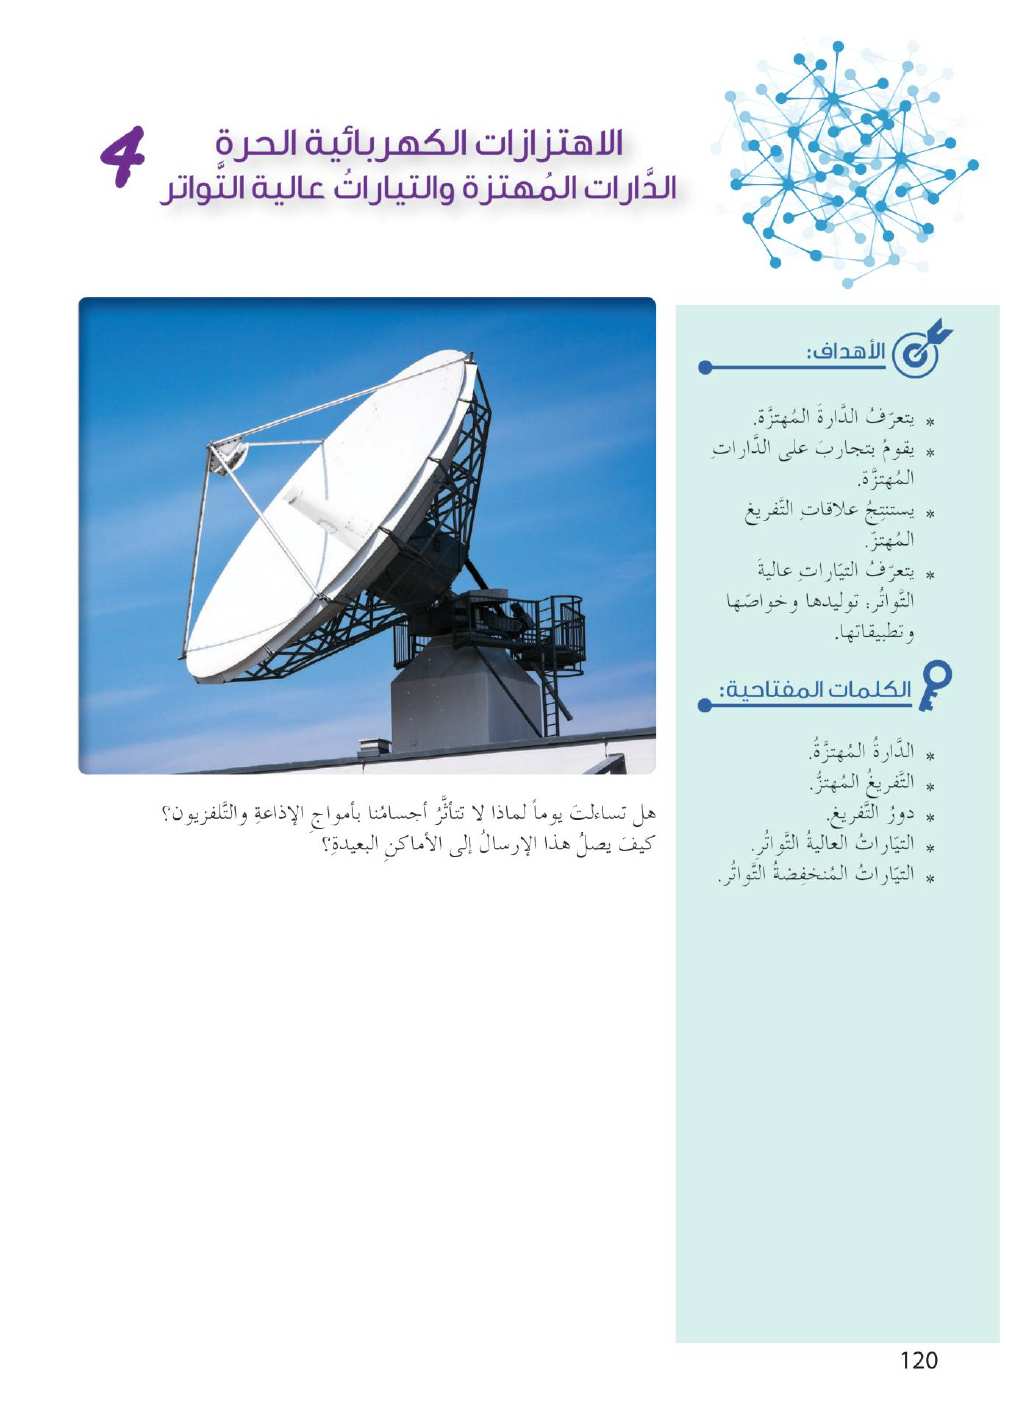 4
الاهتزازات الكهربائية الحرة
الدَّارات المُهتزة والتياراتُ عالية التَّواتر
الأهداف:
* يتعرّفُ الدَّارةَ المُهتزَّة.
* يقومُ بتجاربَ على الدَّاراتِ
المُهتزَّة.
* يستنتِجُ علاقاتِ التَّفريغ
المُهتزّ.
* يتعرّفُ التيّاراتِ عاليةَ
التَّواتُر، توليدها وخواصّها
وتطبيقاتها.
الكلمات المفتاحية:
* الدَّارةُ المُهتزَّةُ.
* التَّفريغُ المُهتزُّ.
* دورُ التَّفريغ.
* التيّاراتُ العاليةُ التَّواتُرِ.
* التيّاراتُ المُنخفِضةُ التَّواتُر.
هل تساءلتَ يوماً لماذا لا تتأثَّرُ أجسامُنا بأمواجِ الإذاعةِ والتَّلفزيون؟
كيفَ يصلُ هذا الإرسالُ إلى الأماكنِ البعيدةِ؟
120